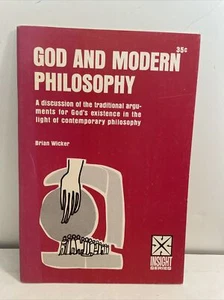 GOD AND MODERN 35¢
PHILOSOPHY
A discussion of the traditional argu-
ments for God's existence in the
light of contemporary philosophy
Brian Wicker
INSIGHT
SERIES